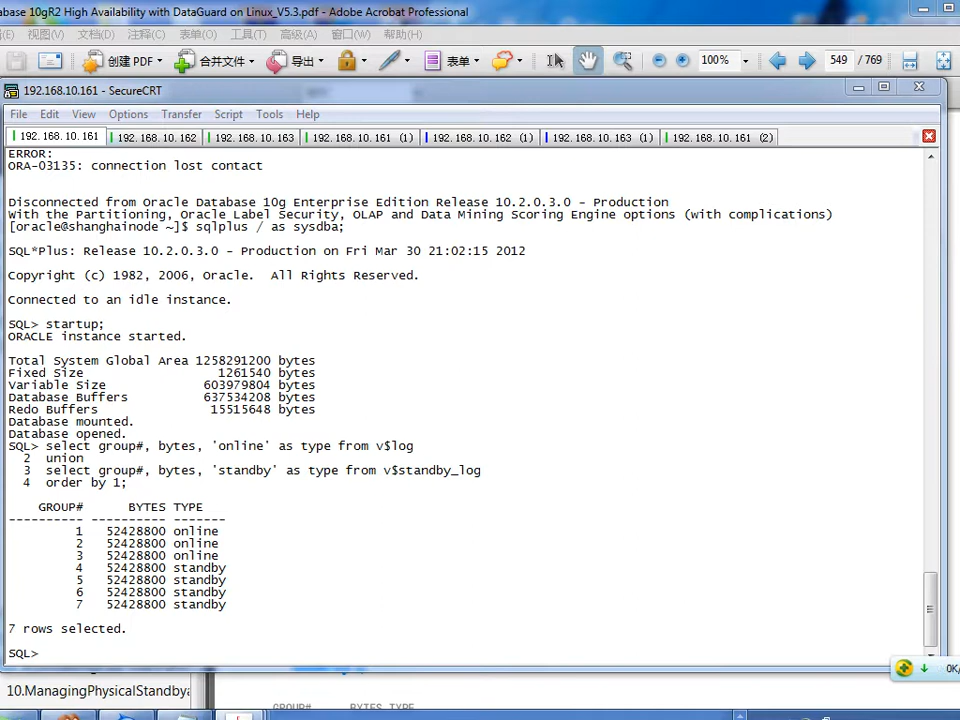 abase 10gR2 High Availability with DataGuard on Linux_V5.3.pdf - Adobe Acrobat Professional
(E) 视图(V) 文档(D) 注释(C) 表单(O) 工具(T) 高级(A) 窗口(W) 帮助(H)
创建 PDF 合并文件 导出 表单 100% 549 / 769
192.168.10.161 - SecureCRT
File Edit View Options Transfer Script Tools Help
192.168.10.161 192.168.10.162 192.168.10.163 192.168.10.161 (1) 192.168.10.162 (1) 192.168.10.163 (1) 192.168.10.161 (2)
ERROR:
ORA-03135: connection lost contact
Disconnected from Oracle Database 10g Enterprise Edition Release 10.2.0.3.0 - Production
With the Partitioning, Oracle Label Security, OLAP and Data Mining Scoring Engine options (with complications)
[oracle@shanghainode ~]$ sqlplus / as sysdba;
SQL*Plus: Release 10.2.0.3.0 - Production on Fri Mar 30 21:02:15 2012
Copyright (c) 1982, 2006, Oracle.  All Rights Reserved.
Connected to an idle instance.
SQL> startup;
ORACLE instance started.
Total System Global Area 1258291200 bytes
Fixed Size 1261540 bytes
Variable Size 603979804 bytes
Database Buffers 637534208 bytes
Redo Buffers 15515648 bytes
Database mounted.
Database opened.
SQL> select group#, bytes, 'online' as type from v$log
2 union
3 select group#, bytes, 'standby' as type from v$standby_log
4 order by 1;
GROUP# BYTES TYPE
---------- ---------- -------
1 52428800 online
2 52428800 online
3 52428800 online
4 52428800 standby
5 52428800 standby
6 52428800 standby
7 52428800 standby
7 rows selected.
SQL>
0K/
10.ManagingPhysicalStandby
GROUP# BYTES TYPE